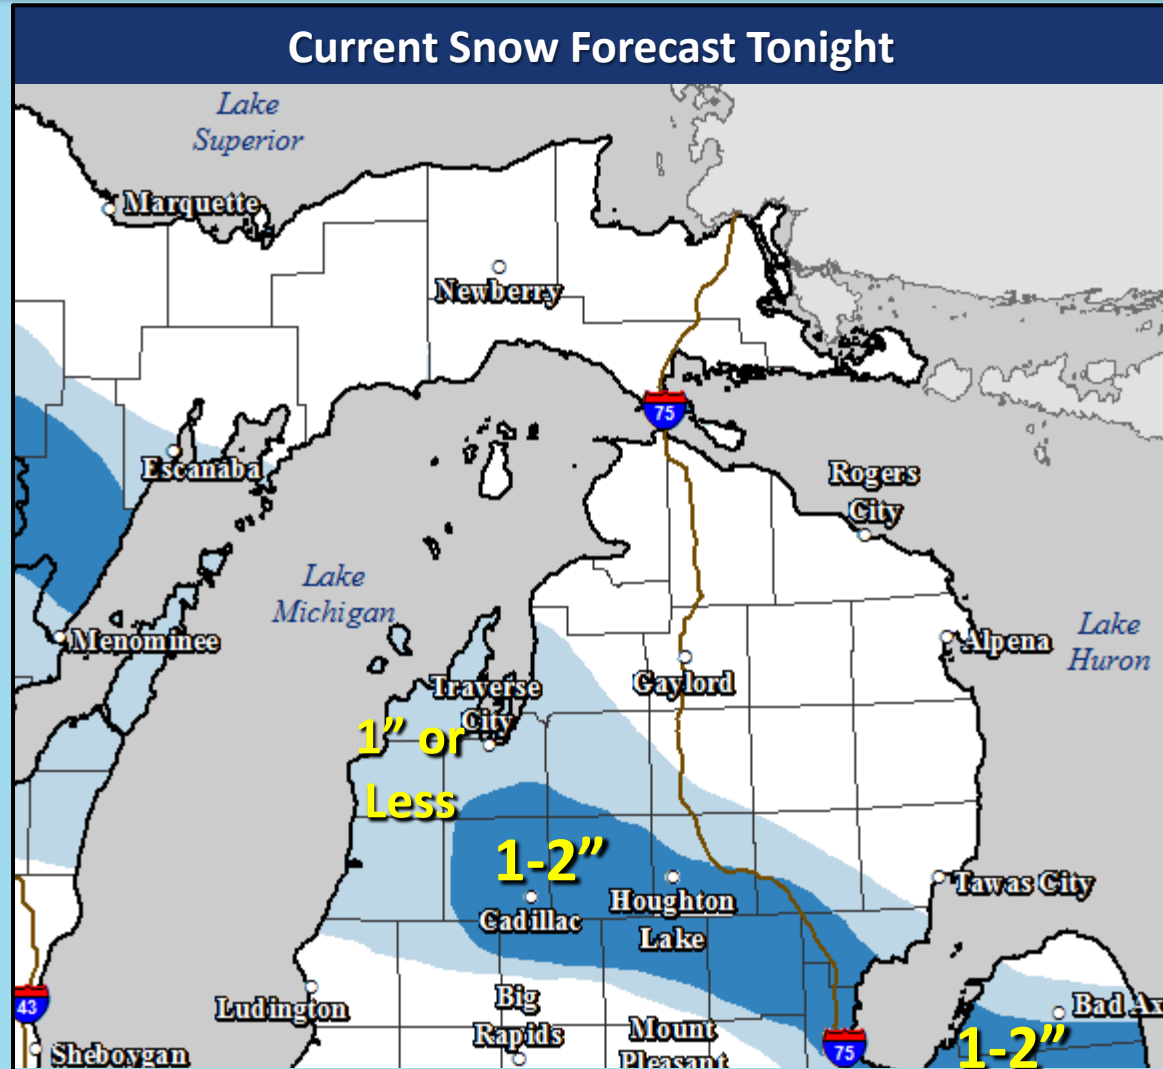 Current Snow Forecast Tonight
Lake
Superior
Marquette
Newberry
75
Escanaba
Rogers
City
Lake
Michigan
Menominee
Alpena
Lake
Huron
Gaylord
Traverse
City
1” or
Less
1-2”
Cadillac
Houghton
Lake
Tawas City
Ludington
Big
Rapids
Mount
Pleasant
Bad Ax
43
Sheboygan
75
1-2”